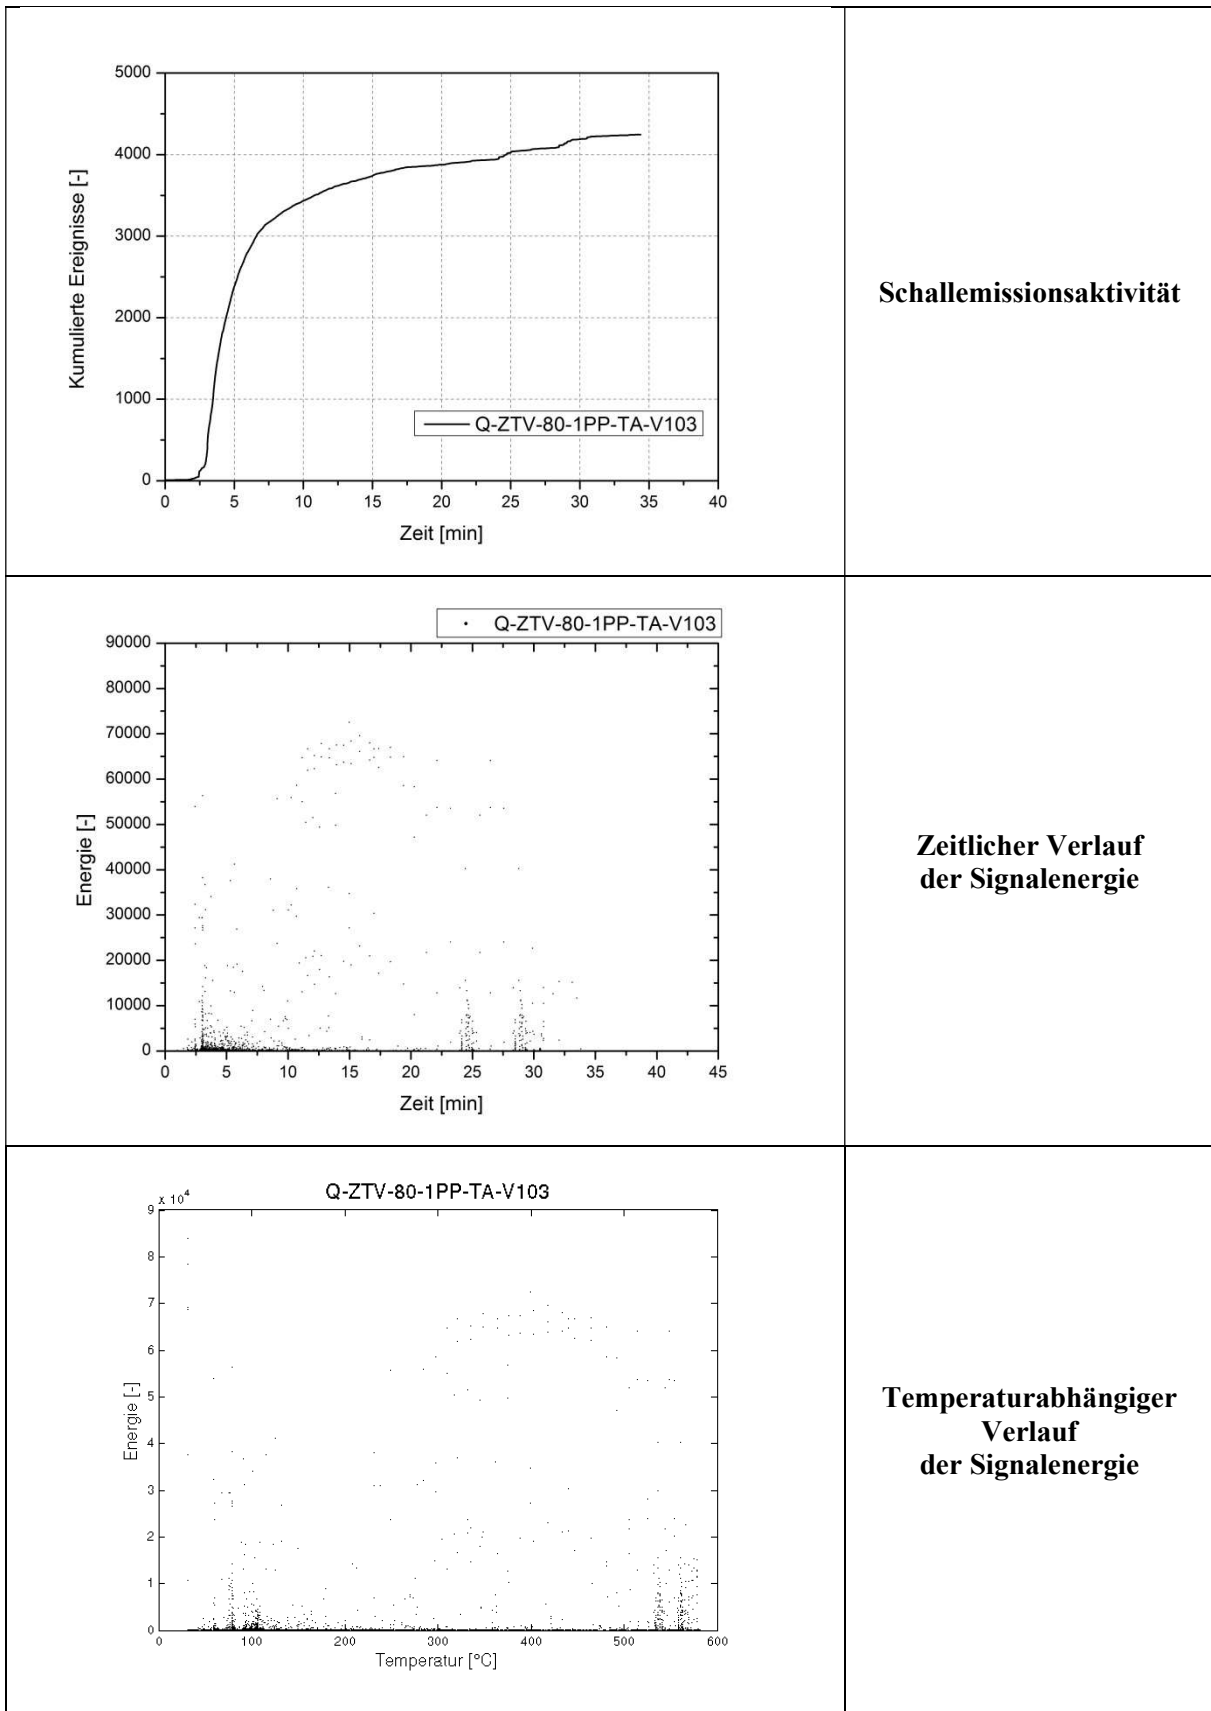 5000
4000
3000
2000
1000
0
Kumulierte Ereignisse [-]
Q-ZTV-80-1PP-TA-V103
0 5 10 15 20 25 30 35 40
Zeit [min]
Schallemissionsaktivität
Q-ZTV-80-1PP-TA-V103
90000
80000
70000
60000
50000
40000
30000
20000
10000
0
Energie [-]
0 5 10 15 20 25 30 35 40 45
Zeit [min]
Zeitlicher Verlauf
der Signalenergie
Q-ZTV-80-1PP-TA-V103
x 10⁴
9
8
7
6
5
4
3
2
1
0
Energie [-]
0 100 200 300 400 500 600
Temperatur [°C]
Temperaturabhängiger
Verlauf
der Signalenergie